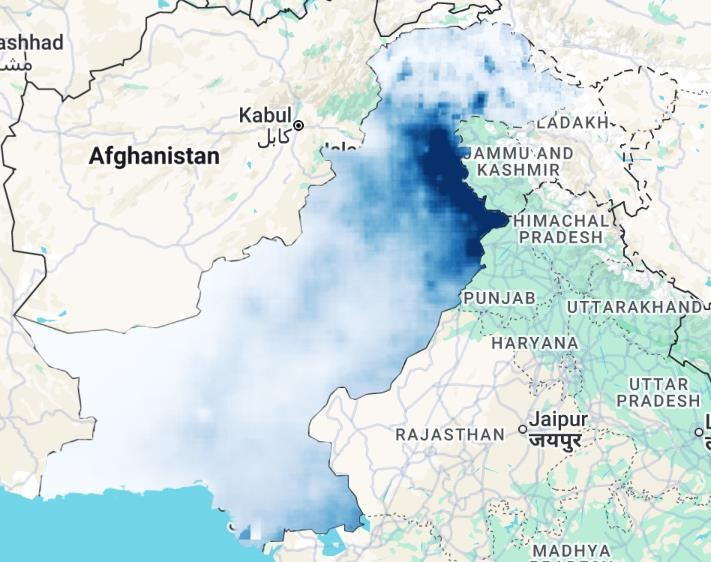 ashhad
مش
Kabul
کابل
Afghanistan
LADAKH
JAMMU AND
KASHMIR
HIMACHAL
PRADESH
PUNJAB
UTTARAKHAND
HARYANA
UTTAR
PRADESH
Jaipur
जयपुर
RAJASTHAN
MADHYA